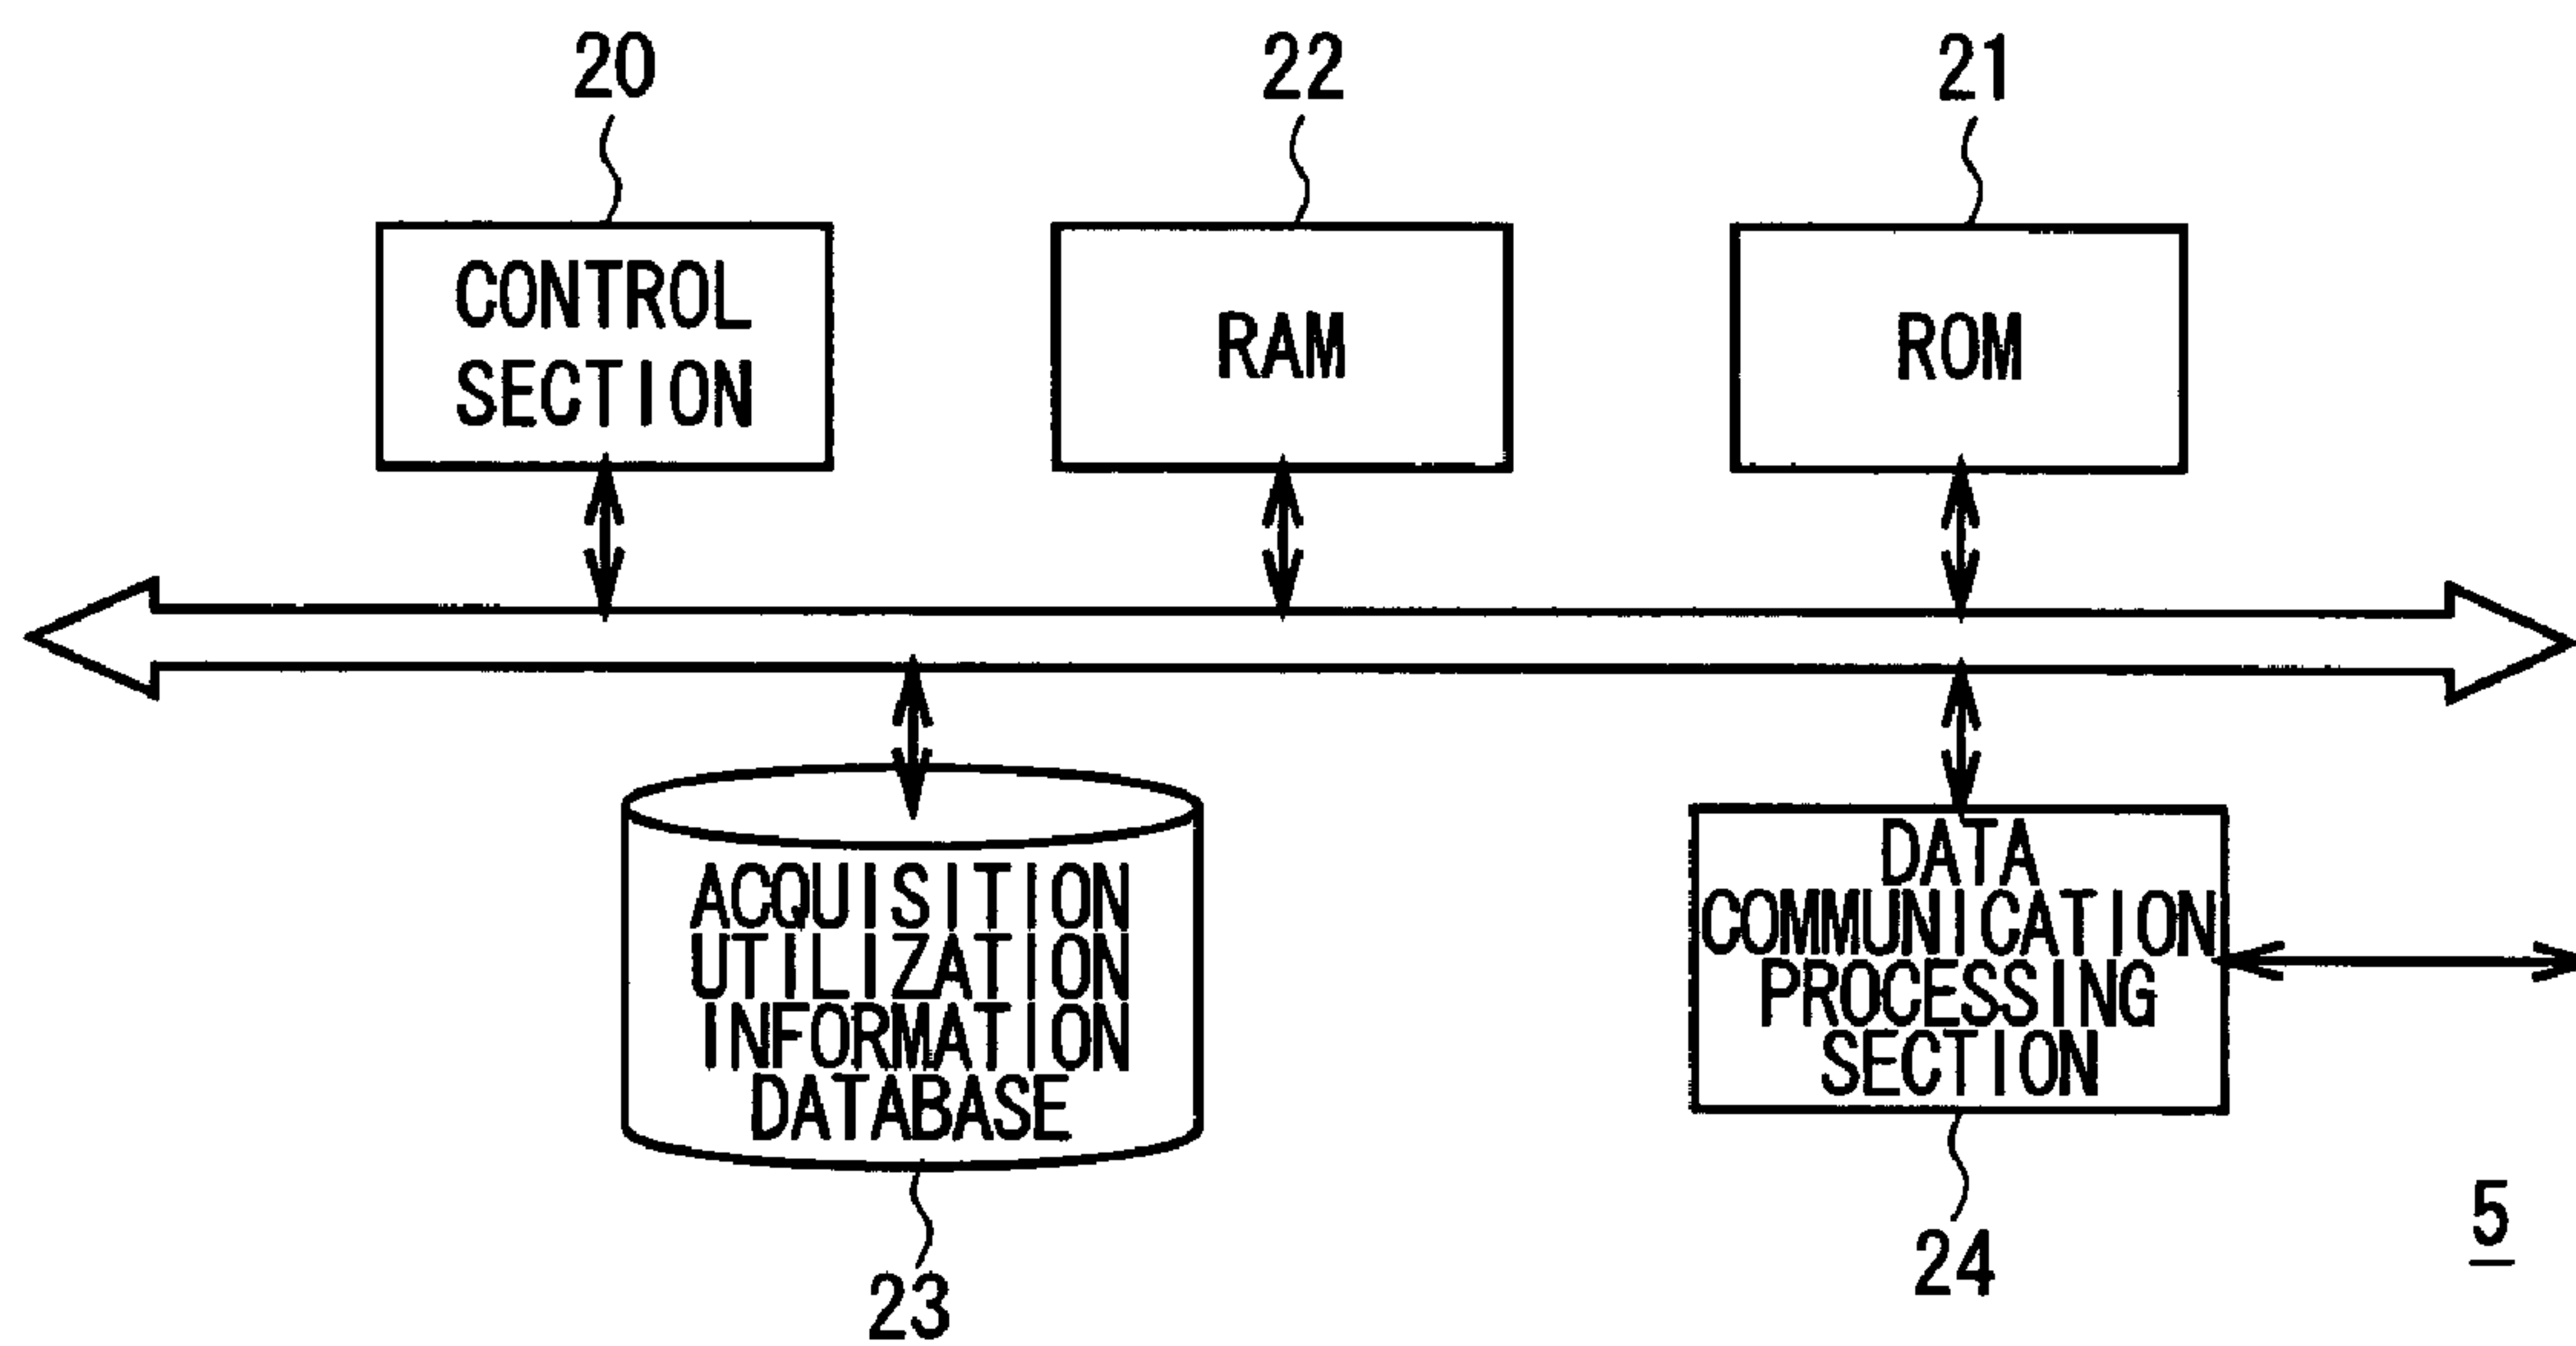 20
22
21
CONTROL
SECTION
RAM
ROM
ACQUISITION
UTILIZATION
INFORMATION
DATABASE
DATA
COMMUNICATION
PROCESSING
SECTION
23
24
5